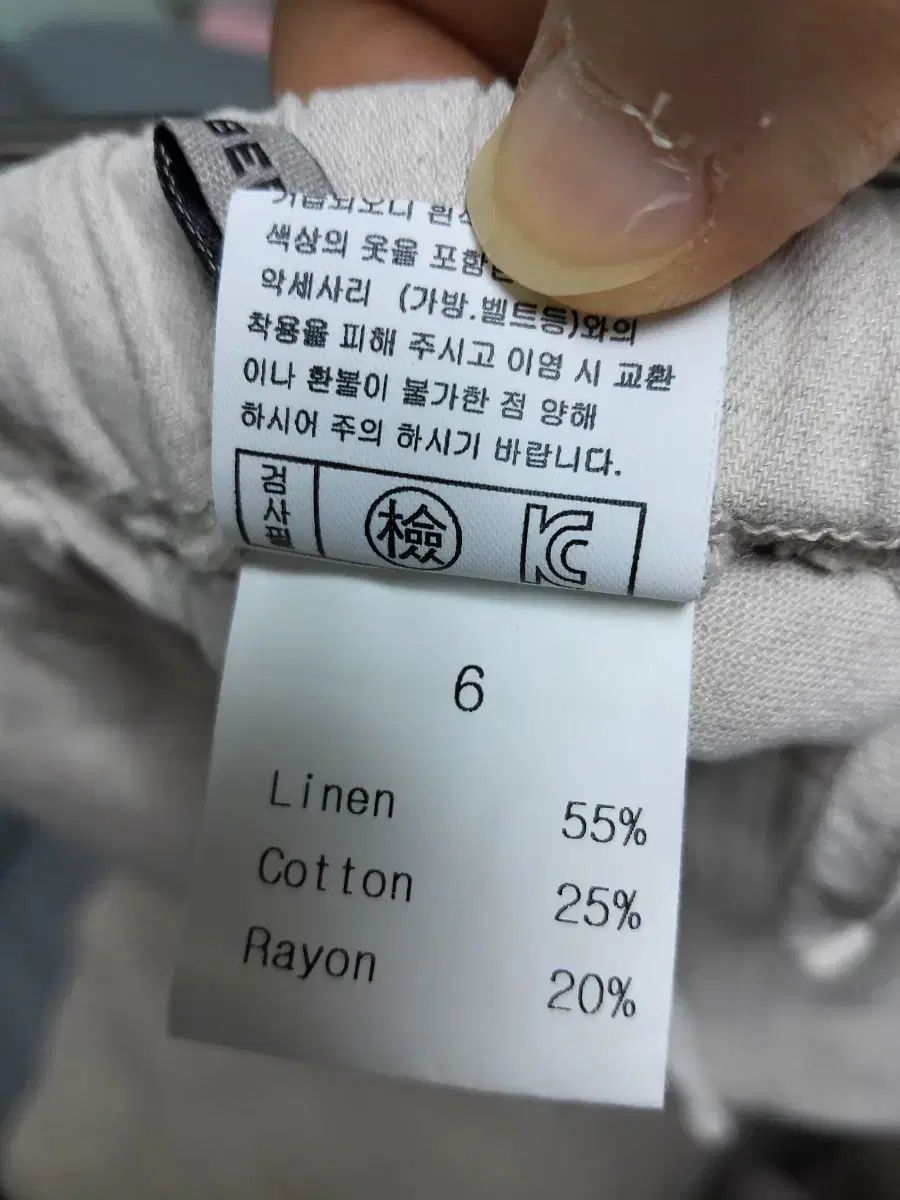 BE
색상의 옷을
악세사리 (가방.벨트등)와의
착용을 피해 주시고 이염 시 교환
이나 환불이 불가한 점 양해
하시어 주의 하시기 바랍니다.
검사필
檢
KC
6
Linen 55%
Cotton 25%
Rayon 20%